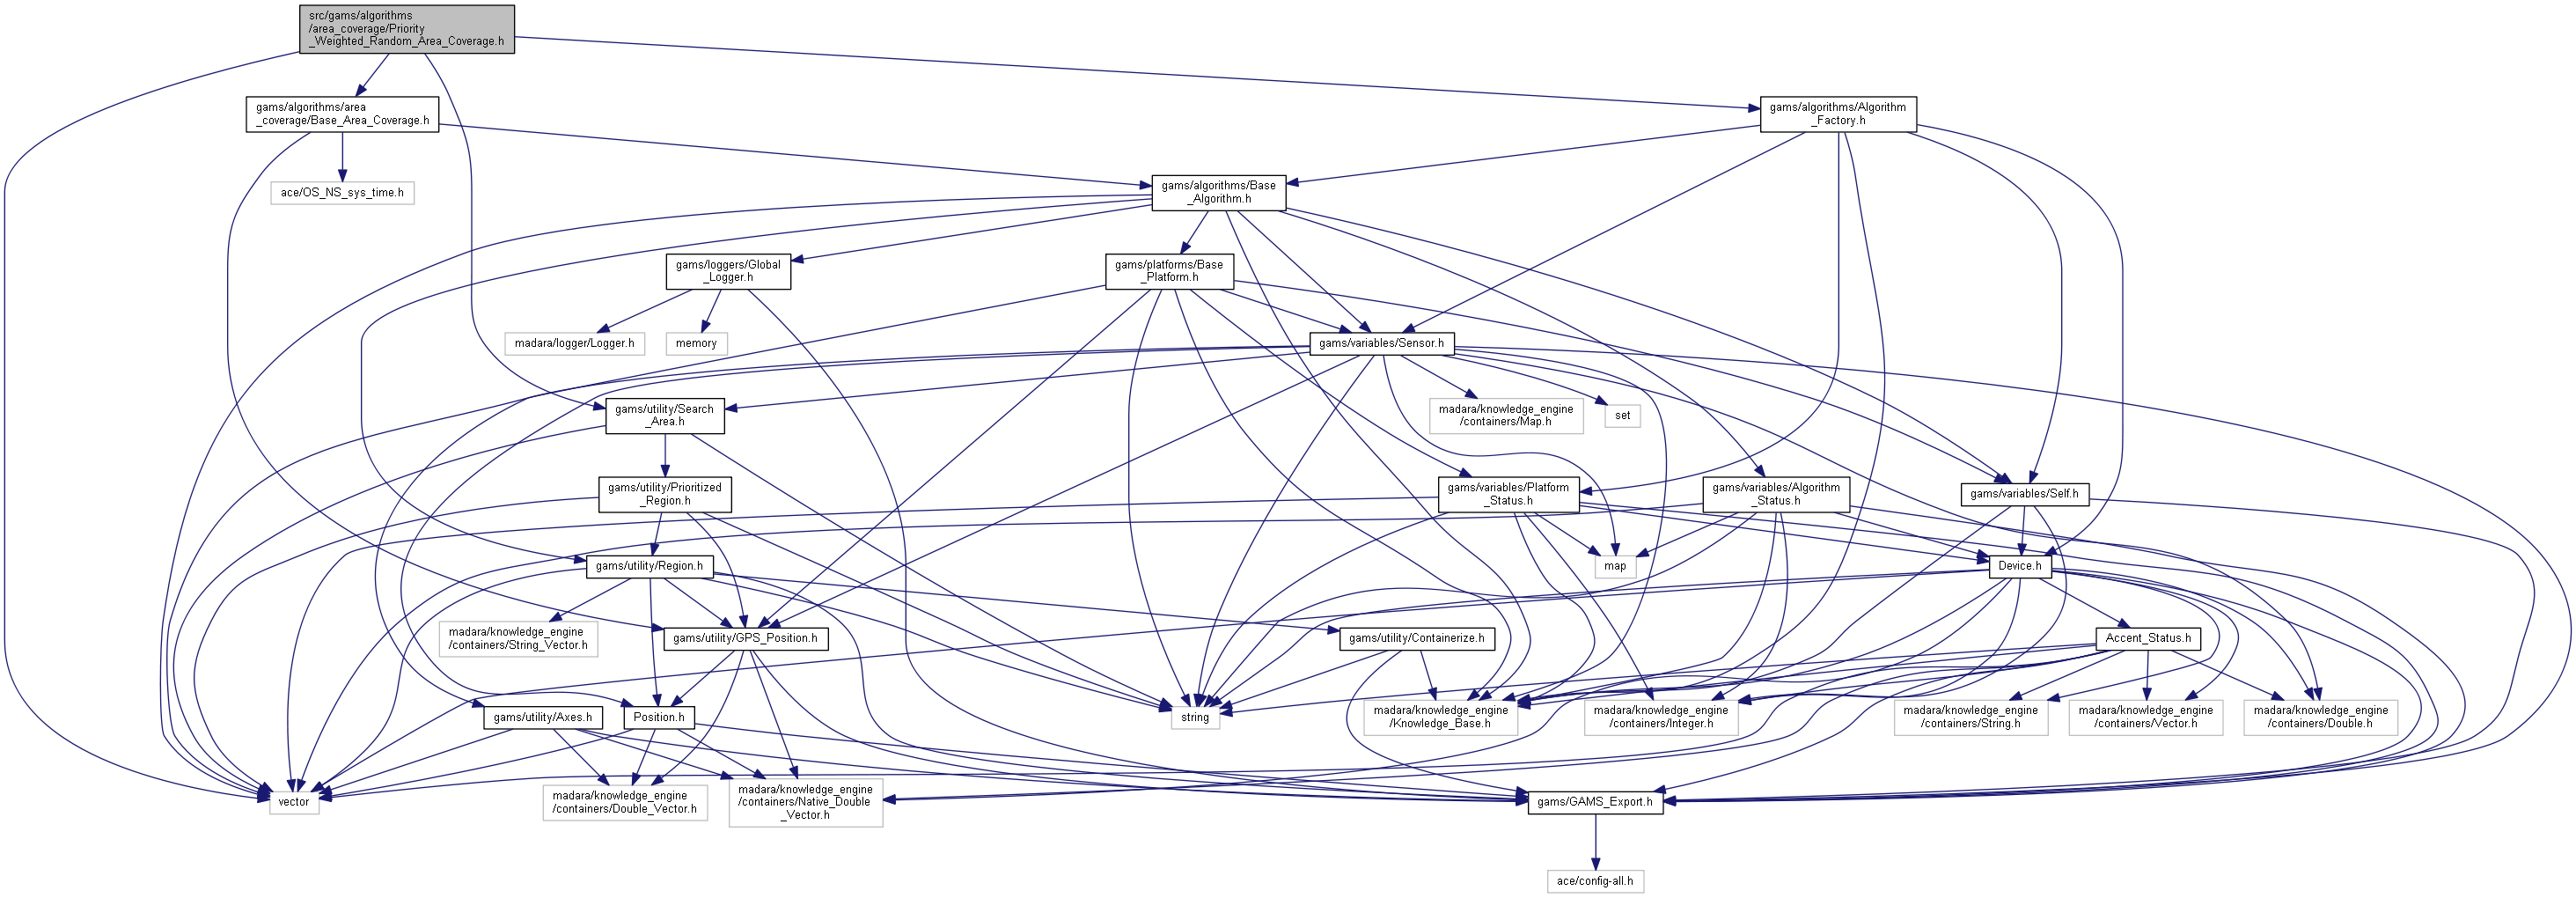 src/gams/algorithms
/area_coverage/Priority
_Weighted_Random_Area_Coverage.h
gams/algorithms/area
_coverage/Base_Area_Coverage.h
gams/algorithms/Algorithm
_Factory.h
ace/OS_NS_sys_time.h
gams/algorithms/Base
_Algorithm.h
gams/loggers/Global
_Logger.h
gams/platforms/Base
_Platform.h
madara/logger/Logger.h
memory
gams/variables/Sensor.h
gams/utility/Search
_Area.h
madara/knowledge_engine
/containers/Map.h
set
gams/utility/Prioritized
_Region.h
gams/variables/Platform
_Status.h
gams/variables/Algorithm
_Status.h
gams/variables/Self.h
gams/utility/Region.h
map
Device.h
madara/knowledge_engine
/containers/String_Vector.h
gams/utility/GPS_Position.h
gams/utility/Containerize.h
Accent_Status.h
gams/utility/Axes.h
Position.h
string
madara/knowledge_engine
/Knowledge_Base.h
madara/knowledge_engine
/containers/Integer.h
madara/knowledge_engine
/containers/String.h
madara/knowledge_engine
/containers/Vector.h
madara/knowledge_engine
/containers/Double.h
vector
madara/knowledge_engine
/containers/Double_Vector.h
madara/knowledge_engine
/containers/Native_Double
_Vector.h
gams/GAMS_Export.h
ace/config-all.h